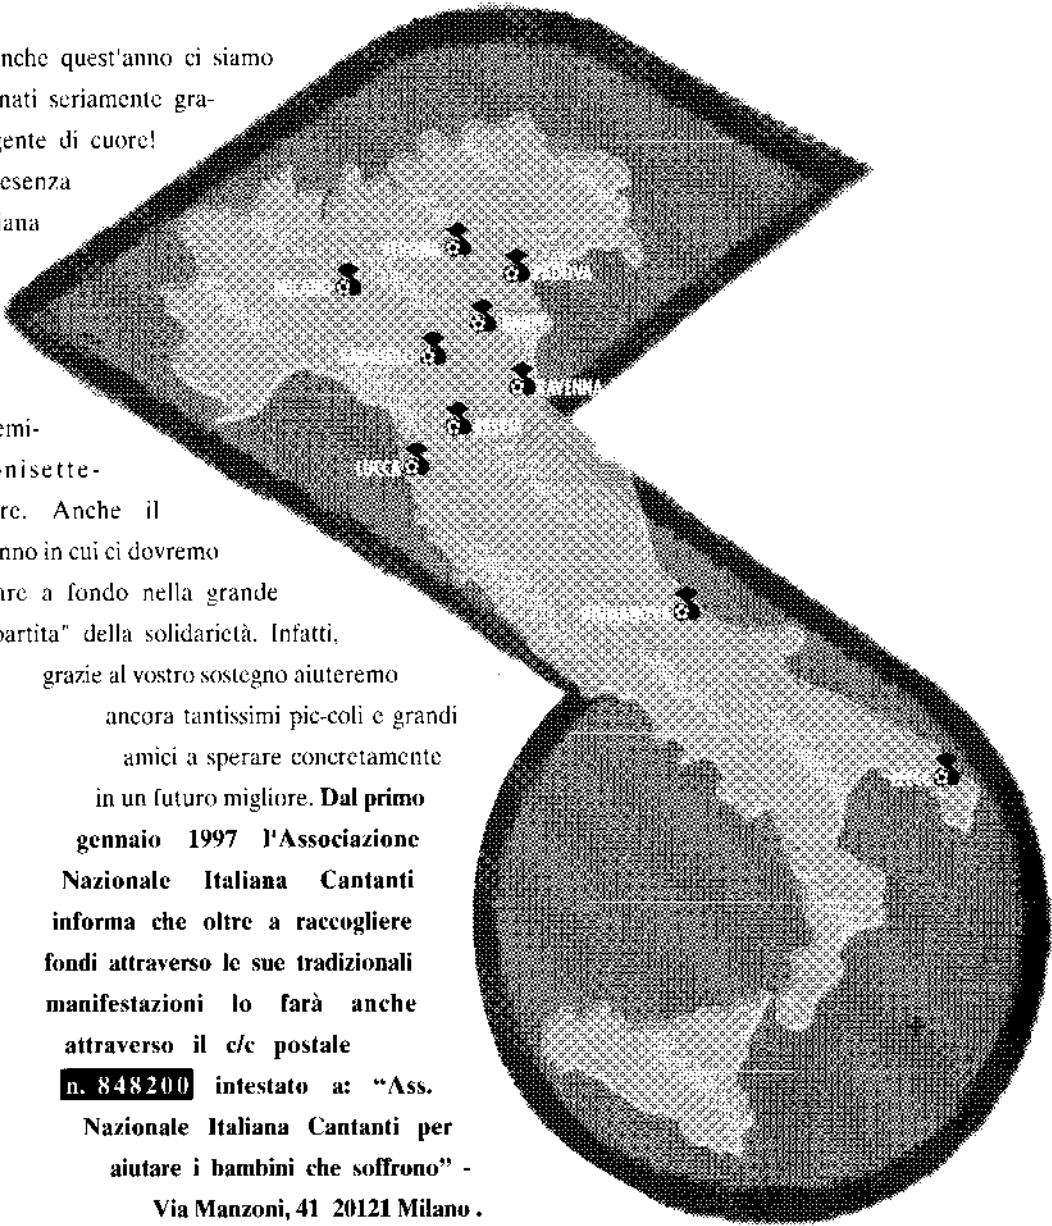 nche quest'anno ci siamo
nati seriamente gra-
gente di cuore!
esenza
iana
emi-
nisette-
re. Anche il
nno in cui ci dovremo
are a fondo nella grande
partita" della solidarietà. Infatti,
grazie al vostro sostegno aiuteremo
ancora tantissimi pic-coli e grandi
amici a sperare concretamente
in un futuro migliore. Dal primo
gennaio 1997 l'Associazione
Nazionale Italiana Cantanti
informa che oltre a raccogliere
fondi attraverso le sue tradizionali
manifestazioni lo farà anche
attraverso il c/c postale
n. 848200 intestato a: “Ass.
Nazionale Italiana Cantanti per
aiutare i bambini che soffrono” -
Via Manzoni, 41 20121 Milano .
PADOVA
RAVENNA
LUCCA